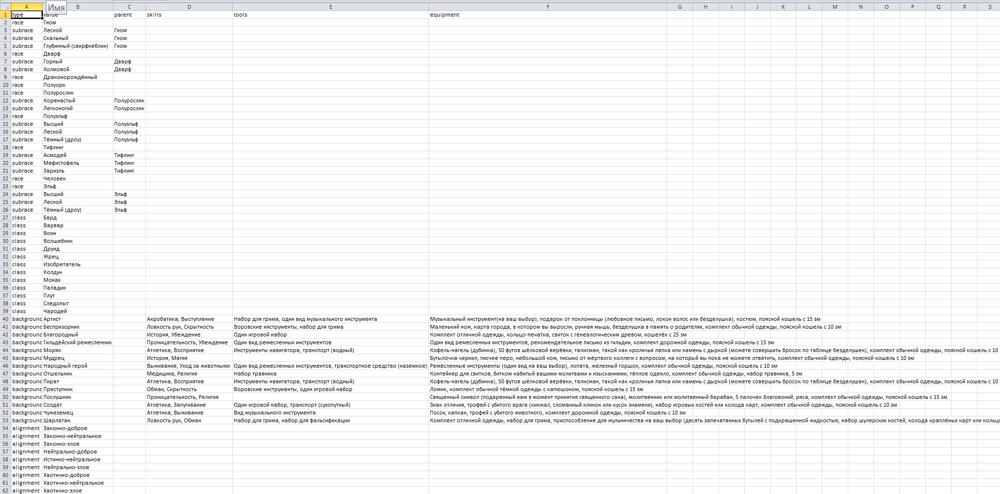 Имя
A B C D E F G H I J K L M N O P Q R S
1 type value parent skills tools equipment
2 race Гном
3 subrace Лесной Гном
4 subrace Скальный Гном
5 subrace Глубинный (свирфнеблин) Гном
6 race Дварф
7 subrace Горный Дварф
8 subrace Холмовой Дварф
9 race Драконорождённый
10 race Полуорк
11 race Полурослик
12 subrace Коренастый Полурослик
13 subrace Легконогий Полурослик
14 race Полуэльф
15 subrace Высший Полуэльф
16 subrace Лесной Полуэльф
17 subrace Тёмный (дроу) Полуэльф
18 race Тифлинг
19 subrace Асмодей Тифлинг
20 subrace Мефистофель Тифлинг
21 subrace Зариэль Тифлинг
22 race Человек
23 race Эльф
24 subrace Высший Эльф
25 subrace Лесной Эльф
26 subrace Тёмный (дроу) Эльф
27 class Бард
28 class Варвар
29 class Воин
30 class Волшебник
31 class Друид
32 class Жрец
33 class Изобретатель
34 class Колдун
35 class Монах
36 class Паладин
37 class Плут
38 class Следопыт
39 class Чародей
40 background Артист Акробатика, Выступление Набор для грима, один вид музыкального инструмента Музыкальный инструмент(на ваш выбор), подарок от поклонницы (любовное письмо, локон волос или безделушка), костюм, поясной кошель с 15 зм
41 background Беспризорник Ловкость рук, Скрытность Воровские инструменты, набор для грима Маленький нож, карта города, в котором вы выросли, ручная мышь, безделушка в память о родителях, комплект обычной одежды, поясной кошель с 10 зм
42 background Благородный История, Убеждение Один игровой набор Комплект отличной одежды, кольцо-печатка, свиток с генеалогическим древом, кошелёк с 25 зм
43 background Гильдейский ремесленник Проницательность, Убеждение Один вид ремесленных инструментов Один вид ремесленных инструментов, рекомендательное письмо из гильдии, комплект дорожной одежды, поясной кошель с 15 зм
44 background Моряк Атлетика, Восприятие Инструменты навигатора, транспорт (водный) Кофель-нагель (дубинка), 50 футов шёлковой верёвки, талисман, такой как кроличья лапка или камень с дыркой (можете совершить бросок по таблице безделушек), комплект обычной одежды, поясной кошель с 10
45 background Мудрец История, Магия Бутылочка чернил, писчее перо, небольшой нож, письмо от мёртвого коллеги с вопросом, на который вы пока не можете ответить, комплект обычной одежды, поясной кошель с 10 зм
46 background Народный герой Выживание, Уход за животными Один вид ремесленных инструментов, транспортное средство (наземное) Ремесленные инструменты (один вид на ваш выбор), лопата, железный горшок, комплект обычной одежды, поясной кошель с 10 зм
47 background Отшельник Медицина, Религия Набор травника Контейнер для свитков, битком набитый вашими молитвами и изысканиями, тёплое одеяло, комплект обычной одежды, набор травника, 5 зм
48 background Пират Атлетика, Восприятие Инструменты навигатора, транспорт (водный) Кофель-нагель (дубинка), 50 футов шёлковой верёвки, талисман, такой как кроличья лапка или камень с дыркой (можете совершить бросок по таблице безделушек), комплект обычной одежды, поясной кошель с 10
49 background Преступник Обман, Скрытность Воровские инструменты, один игровой набор Ломик, комплект обычной тёмной одежды с капюшоном, поясной кошель с 15 зм
50 background Послушник Проницательность, Религия Священный символ (подаренный вам в момент принятия священного сана), молитвенник или молитвенный барабан, 5 палочек благовоний, ряса, комплект обычной одежды, поясной кошель с 15 зм
51 background Солдат Атлетика, Запугивание Один игровой набор, транспорт (сухопутный) Знак отличия, трофей с убитого врага (кинжал, сломанный клинок или кусок знамени), набор игровых костей или колода карт, комплект обычной одежды, поясной кошель с 10 зм
52 background Чужеземец Атлетика, Выживание Вид музыкального инструмента Посох, капкан, трофей с убитого животного, комплект дорожной одежды, поясной кошель с 10 зм
53 background Шарлатан Ловкость рук, Обман Набор для грима, набор для фальсификации Комплект отличной одежды, набор для грима, приспособление для жульничества на ваш выбор (десять запечатанных бутылей с подкрашенной жидкостью, набор шулерских костей, колода краплёных карт или кольцо
54 alignment Законно-доброе
55 alignment Законно-нейтральное
56 alignment Законно-злое
57 alignment Нейтрально-доброе
58 alignment Истинно-нейтральное
59 alignment Нейтрально-злое
60 alignment Хаотично-доброе
61 alignment Хаотично-нейтральное
62 alignment Хаотично-злое